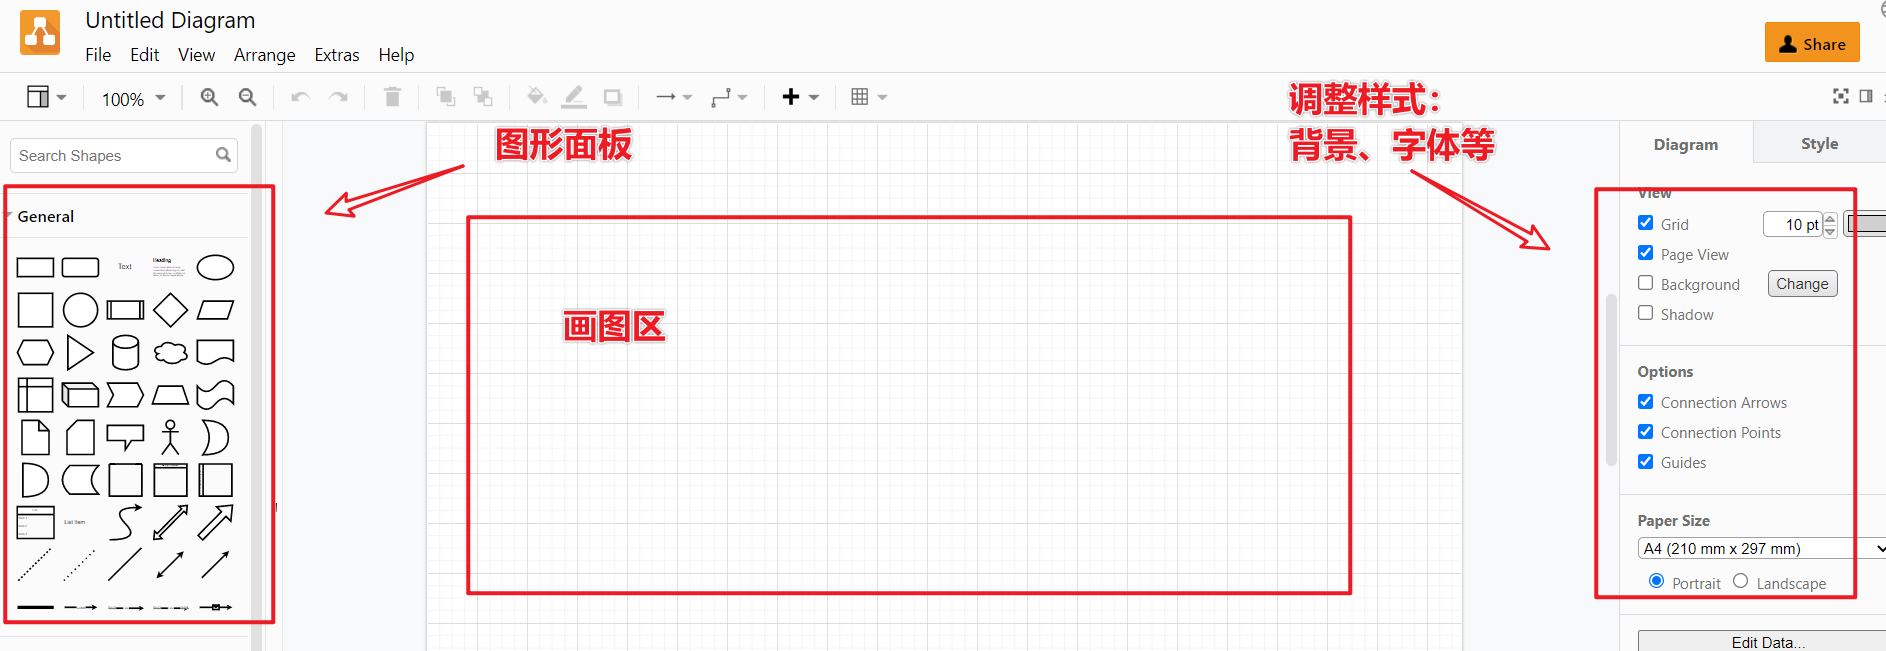 Untitled Diagram
File Edit View Arrange Extras Help
Share
100%
调整样式：
背景、字体等
图形面板
Search Shapes
Diagram Style
View
General
Grid 10 pt
Text
Heading
Page View
Background Change
Shadow
画图区
Options
Connection Arrows
Connection Points
Guides
List Item
Paper Size
A4 (210 mm x 297 mm)
Portrait Landscape
Edit Data...